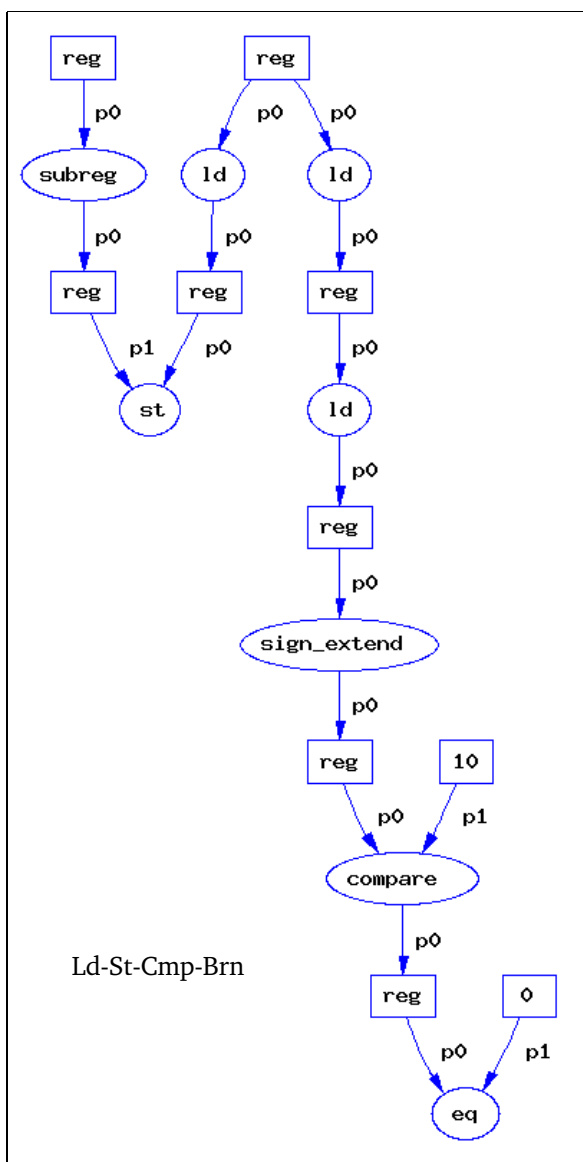 reg reg
p0 p0 p0
subreg ld ld
p0 p0 p0
reg reg reg
p1 p0 p0
st ld
p0
reg
p0
sign_extend
p0
reg 10
p0 p1
compare
p0
Ld-St-Cmp-Brn
reg 0
p0 p1
eq